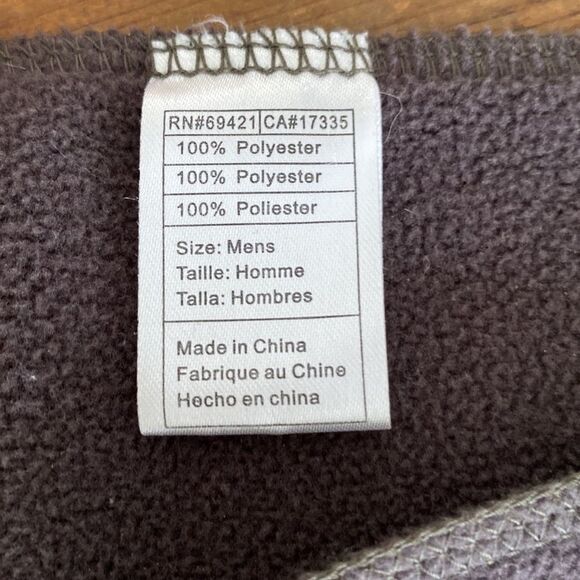 RN#69421 CA#17335
100% Polyester
100% Polyester
100% Poliester
Size: Mens
Taille: Homme
Talla: Hombres
Made in China
Fabrique au Chine
Hecho en china